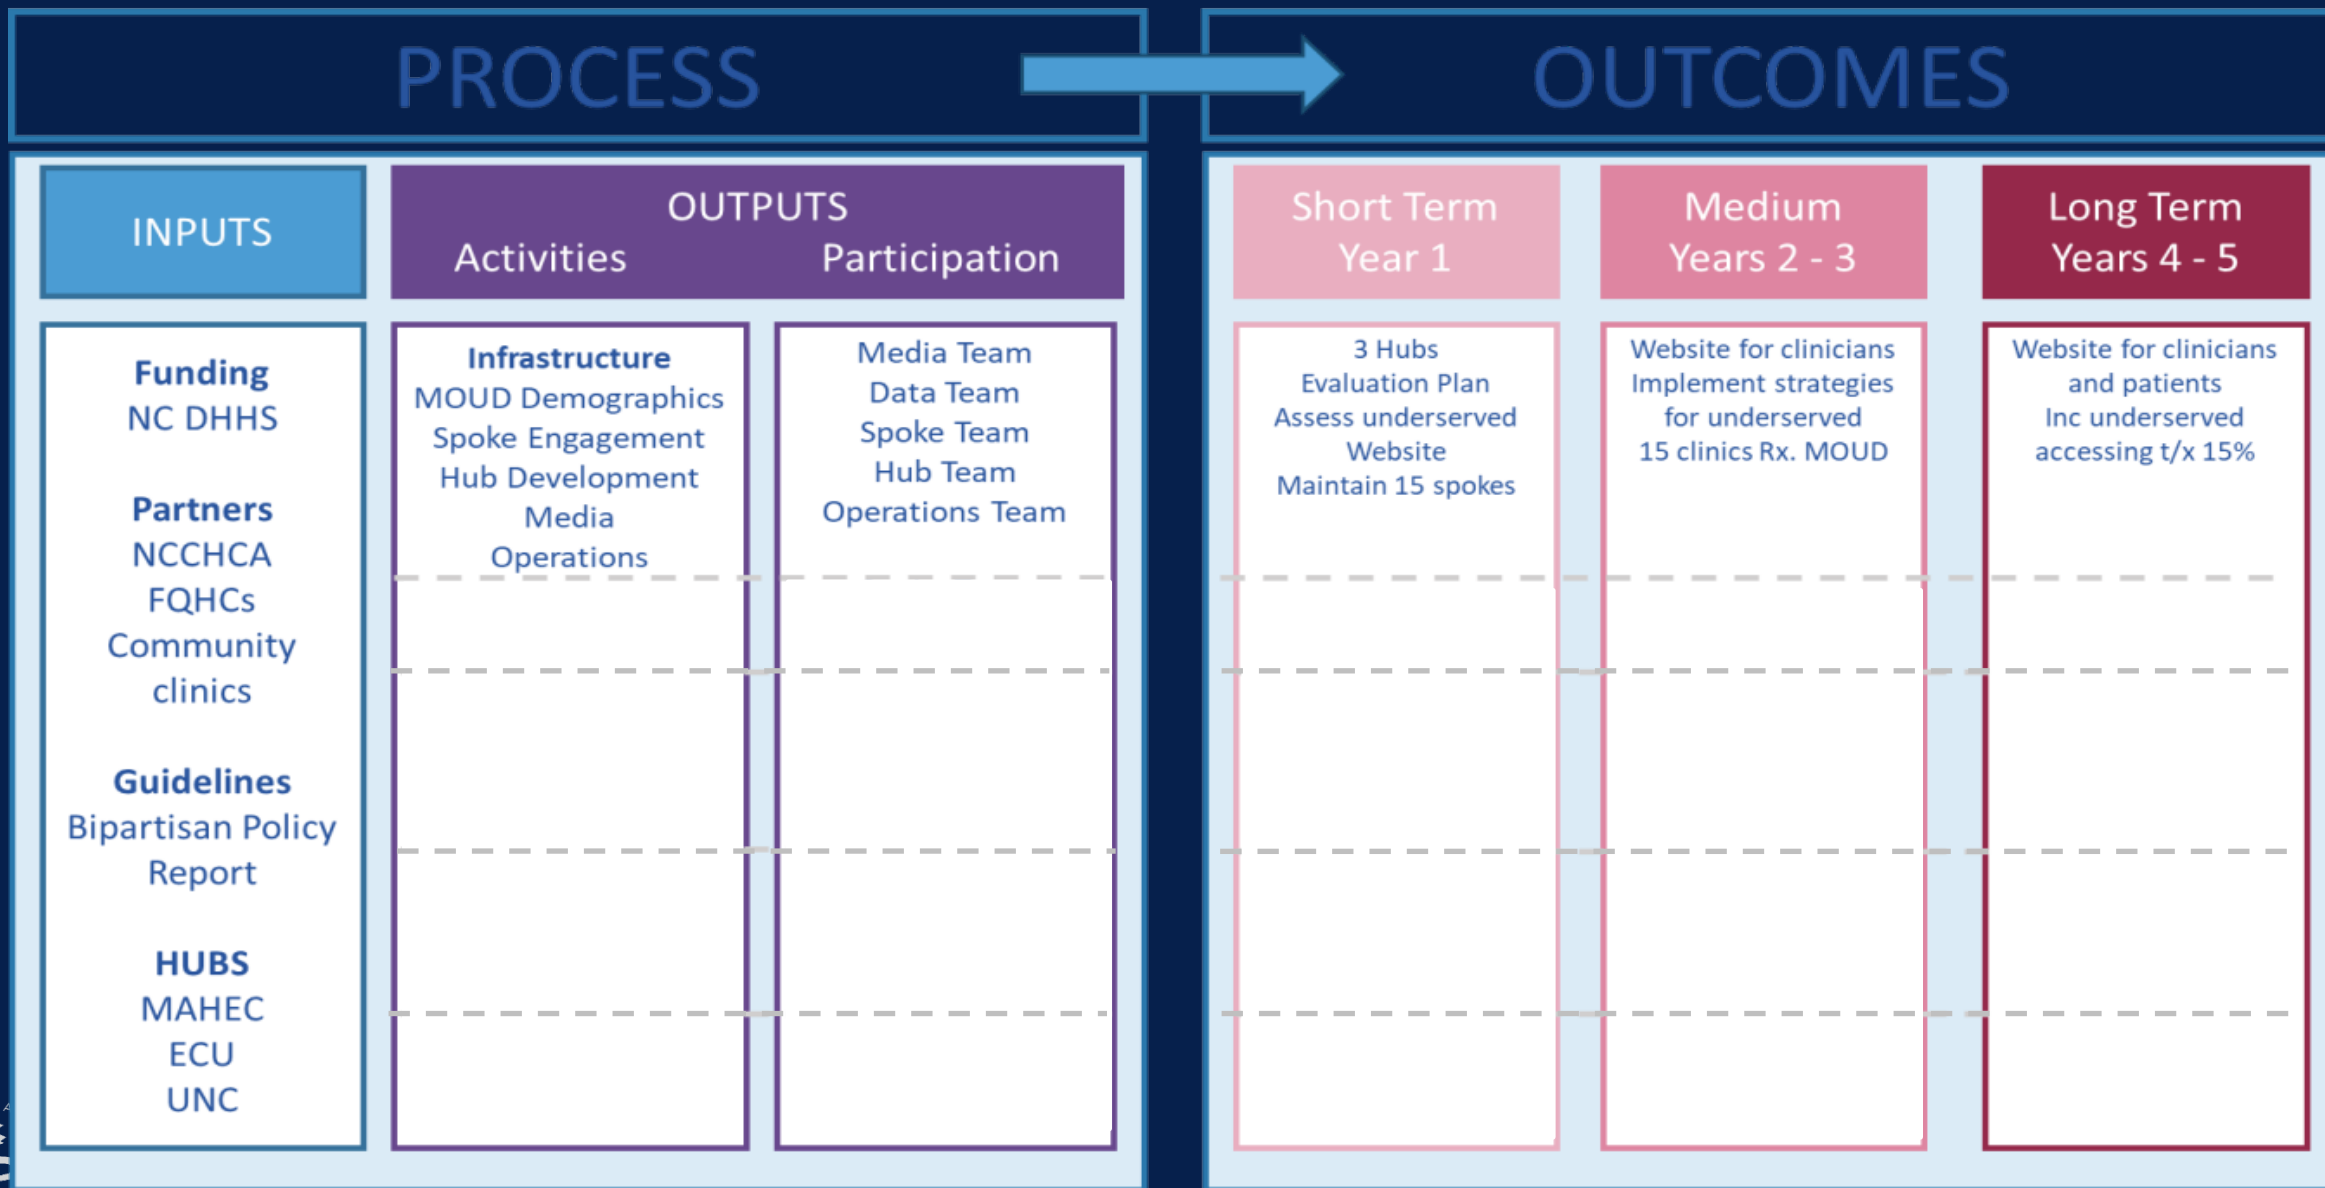 PROCESS
OUTCOMES
INPUTS
OUTPUTS
Activities
Participation
Short Term
Year 1
Medium
Years 2 - 3
Long Term
Years 4 - 5
Funding
NC DHHS
Partners
NCCHCA
FQHCs
Community
clinics
Guidelines
Bipartisan Policy
Report
HUBS
MAHEC
ECU
UNC
Infrastructure
MOUD Demographics
Spoke Engagement
Hub Development
Media
Operations
Media Team
Data Team
Spoke Team
Hub Team
Operations Team
3 Hubs
Evaluation Plan
Assess underserved
Website
Maintain 15 spokes
Website for clinicians
Implement strategies
for underserved
15 clinics Rx. MOUD
Website for clinicians
and patients
Inc underserved
accessing t/x 15%